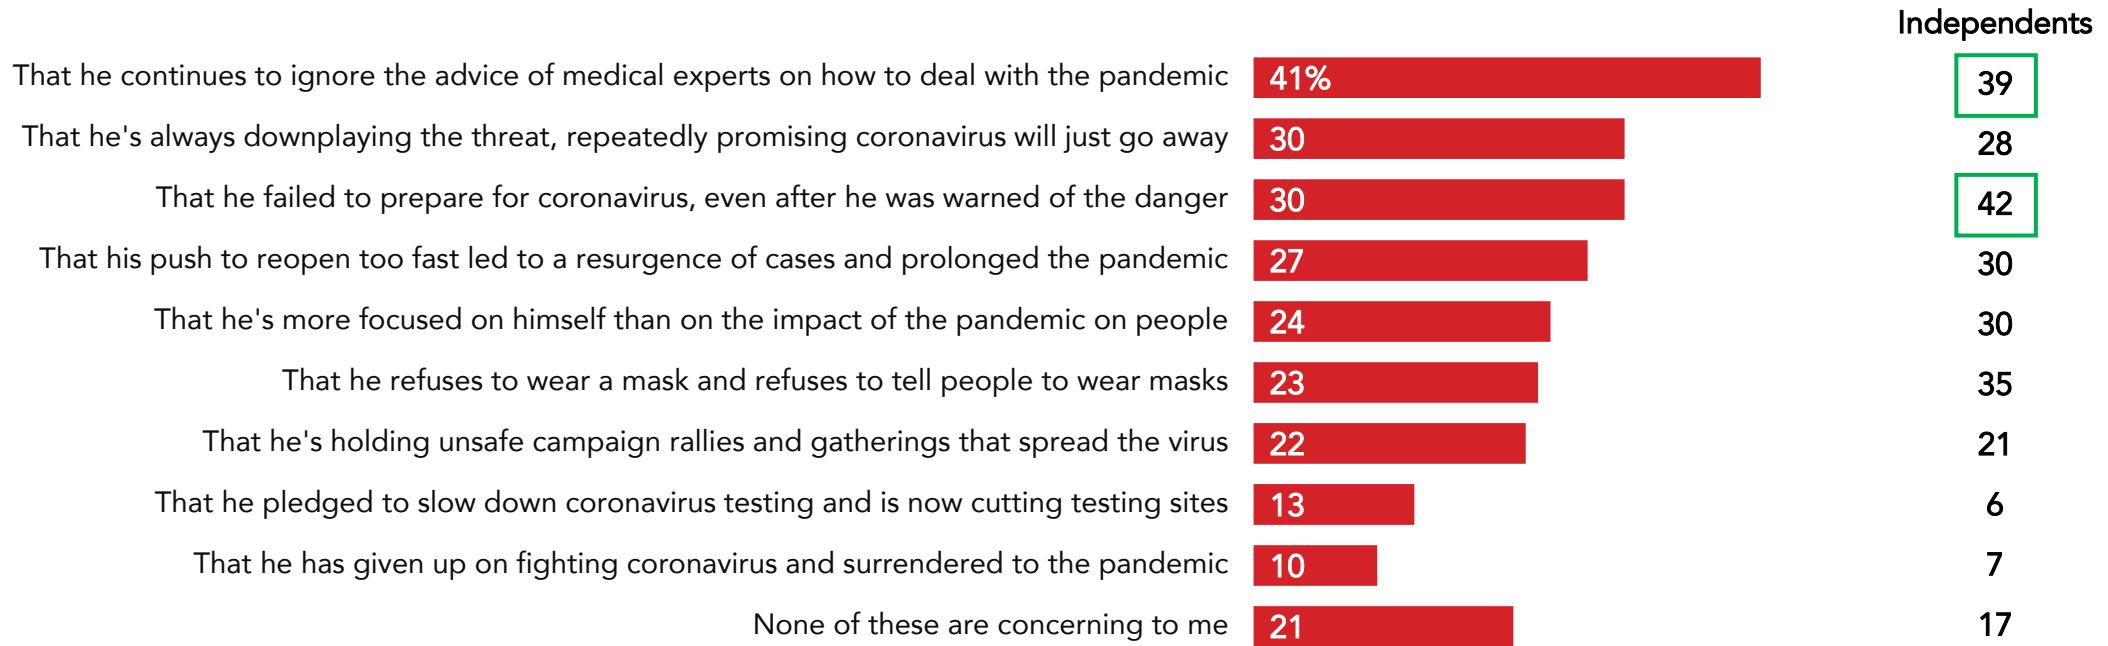 Independents
That he continues to ignore the advice of medical experts on how to deal with the pandemic 41% 39
That he's always downplaying the threat, repeatedly promising coronavirus will just go away 30 28
That he failed to prepare for coronavirus, even after he was warned of the danger 30 42
That his push to reopen too fast led to a resurgence of cases and prolonged the pandemic 27 30
That he's more focused on himself than on the impact of the pandemic on people 24 30
That he refuses to wear a mask and refuses to tell people to wear masks 23 35
That he's holding unsafe campaign rallies and gatherings that spread the virus 22 21
That he pledged to slow down coronavirus testing and is now cutting testing sites 13 6
That he has given up on fighting coronavirus and surrendered to the pandemic 10 7
None of these are concerning to me 21 17